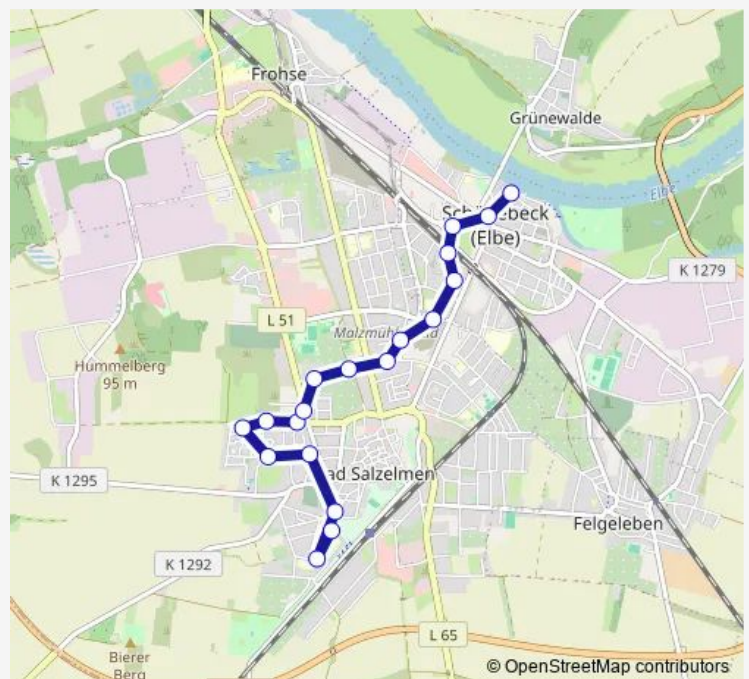 Frohse
Grünewalde
Elbe
(Elbe)
K 1279
L 51
Hummelberg
95 m
ad Salzelmen
K 1295
Felgeleben
K 1292
L 65
Bierer
Berg
© OpenStreetMap contributors